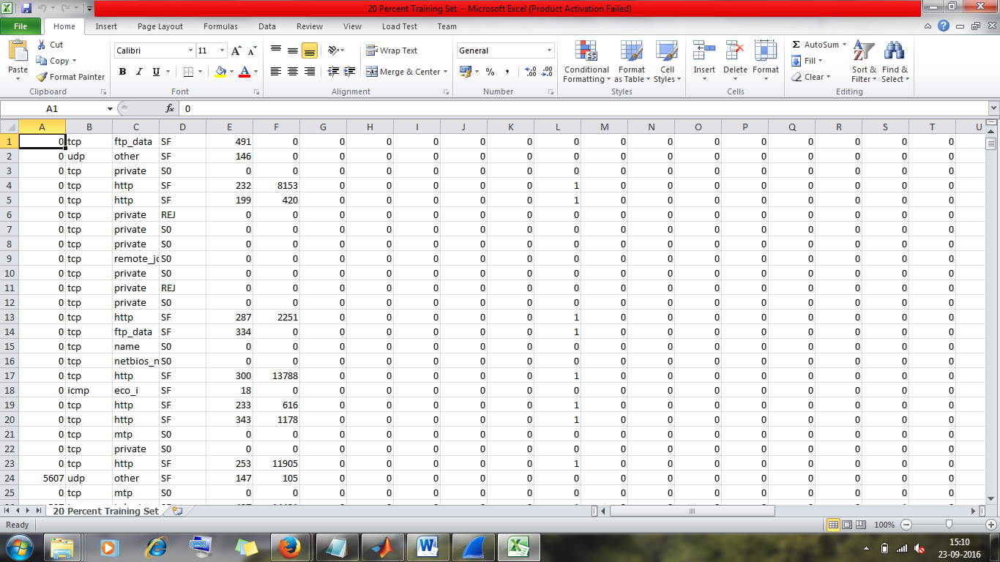 20 Percent Training Set - Microsoft Excel (Product Activation Failed)
File Home Insert Page Layout Formulas Data Review View Load Test Team
Paste Cut Copy Format Painter Clipboard
Calibri 11 A A B I U A Font
Wrap Text Merge & Center Alignment
General % , .00 .0 Number
Conditional Formatting Format as Table Cell Styles Styles
Insert Delete Format Cells
Σ AutoSum Fill Clear Sort & Filter Find & Select Editing
A1 fx 0
A B C D E F G H I J K L M N O P Q R S T U
1 0 tcp ftp_data SF 491 0 0 0 0 0 0 0 0 0 0 0 0 0 0 0
2 0 udp other SF 146 0 0 0 0 0 0 0 0 0 0 0 0 0 0 0
3 0 tcp private S0 0 0 0 0 0 0 0 0 0 0 0 0 0 0 0 0
4 0 tcp http SF 232 8153 0 0 0 0 0 1 0 0 0 0 0 0 0 0
5 0 tcp http SF 199 420 0 0 0 0 0 1 0 0 0 0 0 0 0 0
6 0 tcp private REJ 0 0 0 0 0 0 0 0 0 0 0 0 0 0 0 0
7 0 tcp private S0 0 0 0 0 0 0 0 0 0 0 0 0 0 0 0 0
8 0 tcp private S0 0 0 0 0 0 0 0 0 0 0 0 0 0 0 0 0
9 0 tcp remote_jo S0 0 0 0 0 0 0 0 0 0 0 0 0 0 0 0 0
10 0 tcp private S0 0 0 0 0 0 0 0 0 0 0 0 0 0 0 0 0
11 0 tcp private REJ 0 0 0 0 0 0 0 0 0 0 0 0 0 0 0 0
12 0 tcp private S0 0 0 0 0 0 0 0 0 0 0 0 0 0 0 0 0
13 0 tcp http SF 287 2251 0 0 0 0 0 1 0 0 0 0 0 0 0 0
14 0 tcp ftp_data SF 334 0 0 0 0 0 0 1 0 0 0 0 0 0 0 0
15 0 tcp name S0 0 0 0 0 0 0 0 0 0 0 0 0 0 0 0 0
16 0 tcp netbios_n S0 0 0 0 0 0 0 0 0 0 0 0 0 0 0 0 0
17 0 tcp http SF 300 13788 0 0 0 0 0 1 0 0 0 0 0 0 0 0
18 0 icmp eco_i SF 18 0 0 0 0 0 0 0 0 0 0 0 0 0 0 0
19 0 tcp http SF 233 616 0 0 0 0 0 1 0 0 0 0 0 0 0 0
20 0 tcp http SF 343 1178 0 0 0 0 0 1 0 0 0 0 0 0 0 0
21 0 tcp mtp S0 0 0 0 0 0 0 0 0 0 0 0 0 0 0 0 0
22 0 tcp private S0 0 0 0 0 0 0 0 0 0 0 0 0 0 0 0 0
23 0 tcp http SF 253 11905 0 0 0 0 0 1 0 0 0 0 0 0 0 0
24 5607 udp other SF 147 105 0 0 0 0 0 0 0 0 0 0 0 0 0 0
25 0 tcp mtp S0 0 0 0 0 0 0 0 0 0 0 0 0 0 0 0 0
20 Percent Training Set
Ready 100%
15:10
23-09-2016